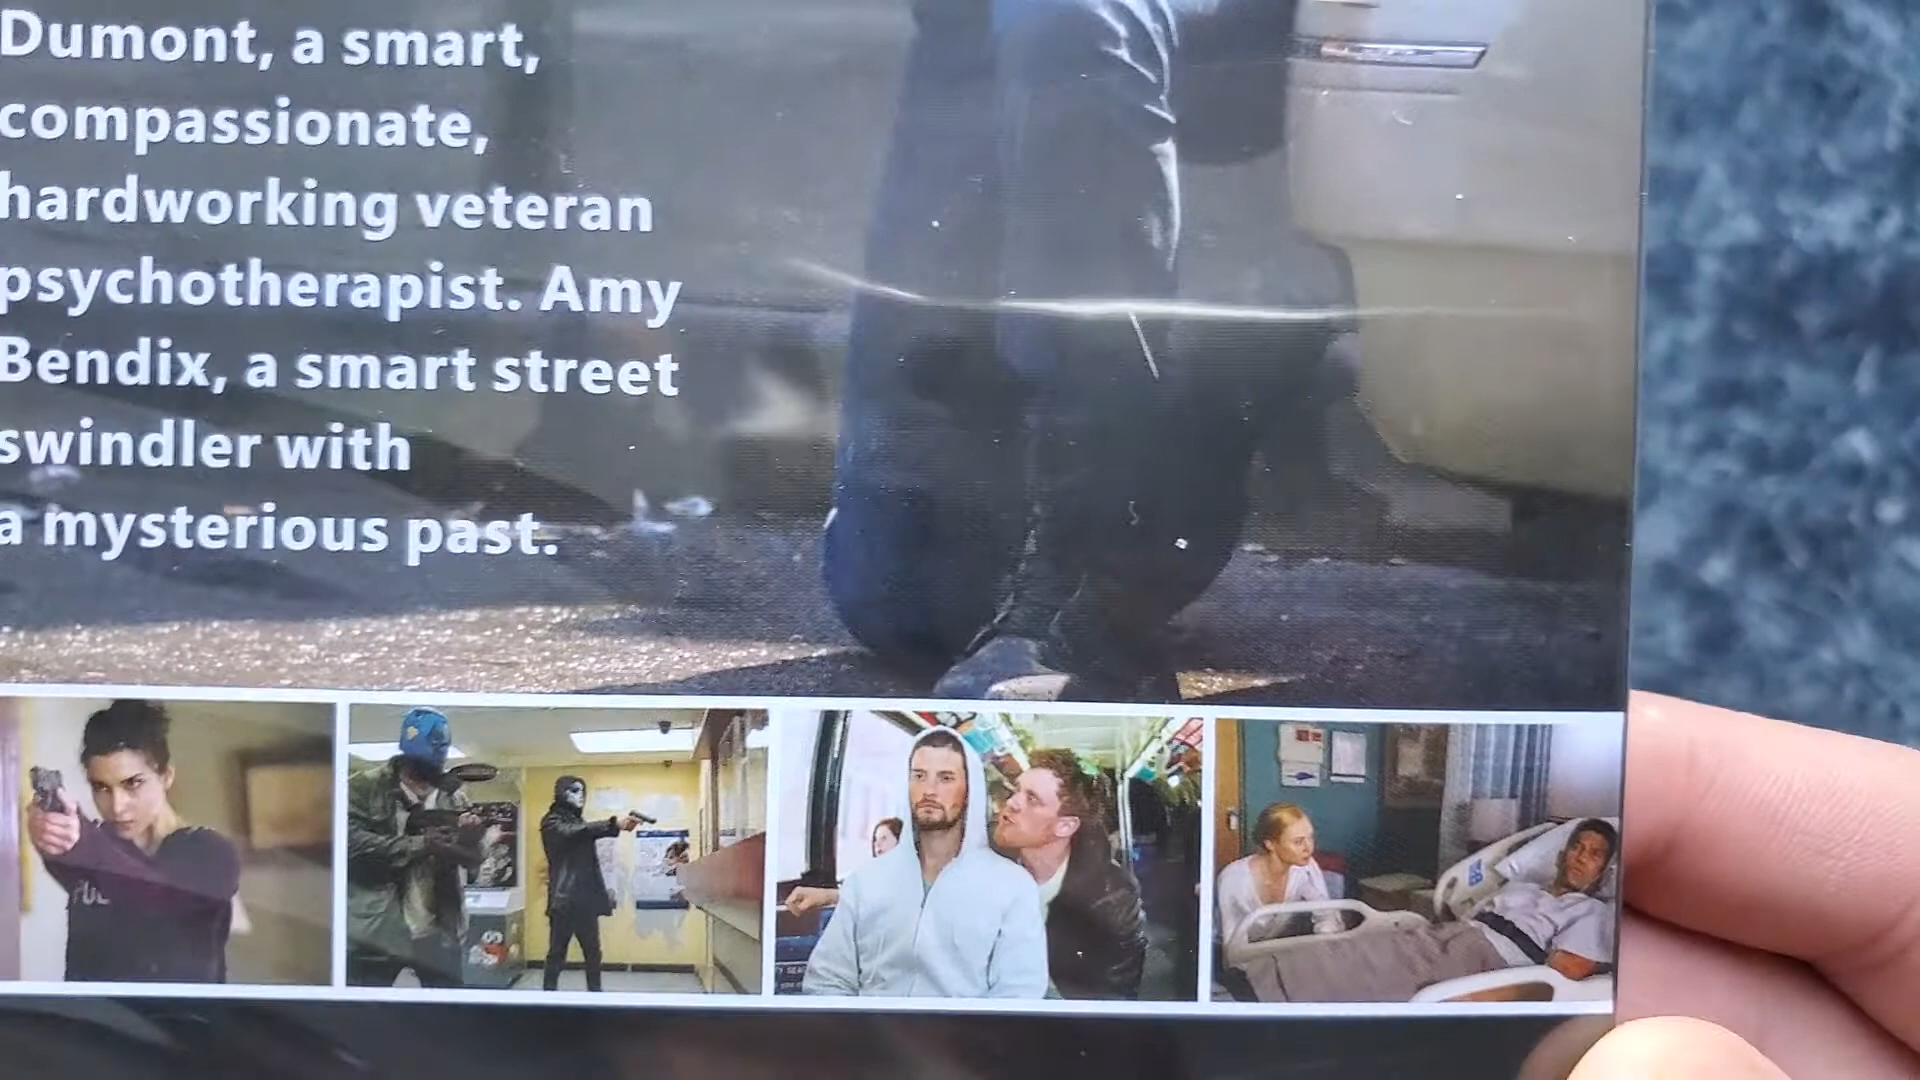 Dumont, a smart,
compassionate,
hardworking veteran
psychotherapist. Amy
Bendix, a smart street
swindler with
a mysterious past.